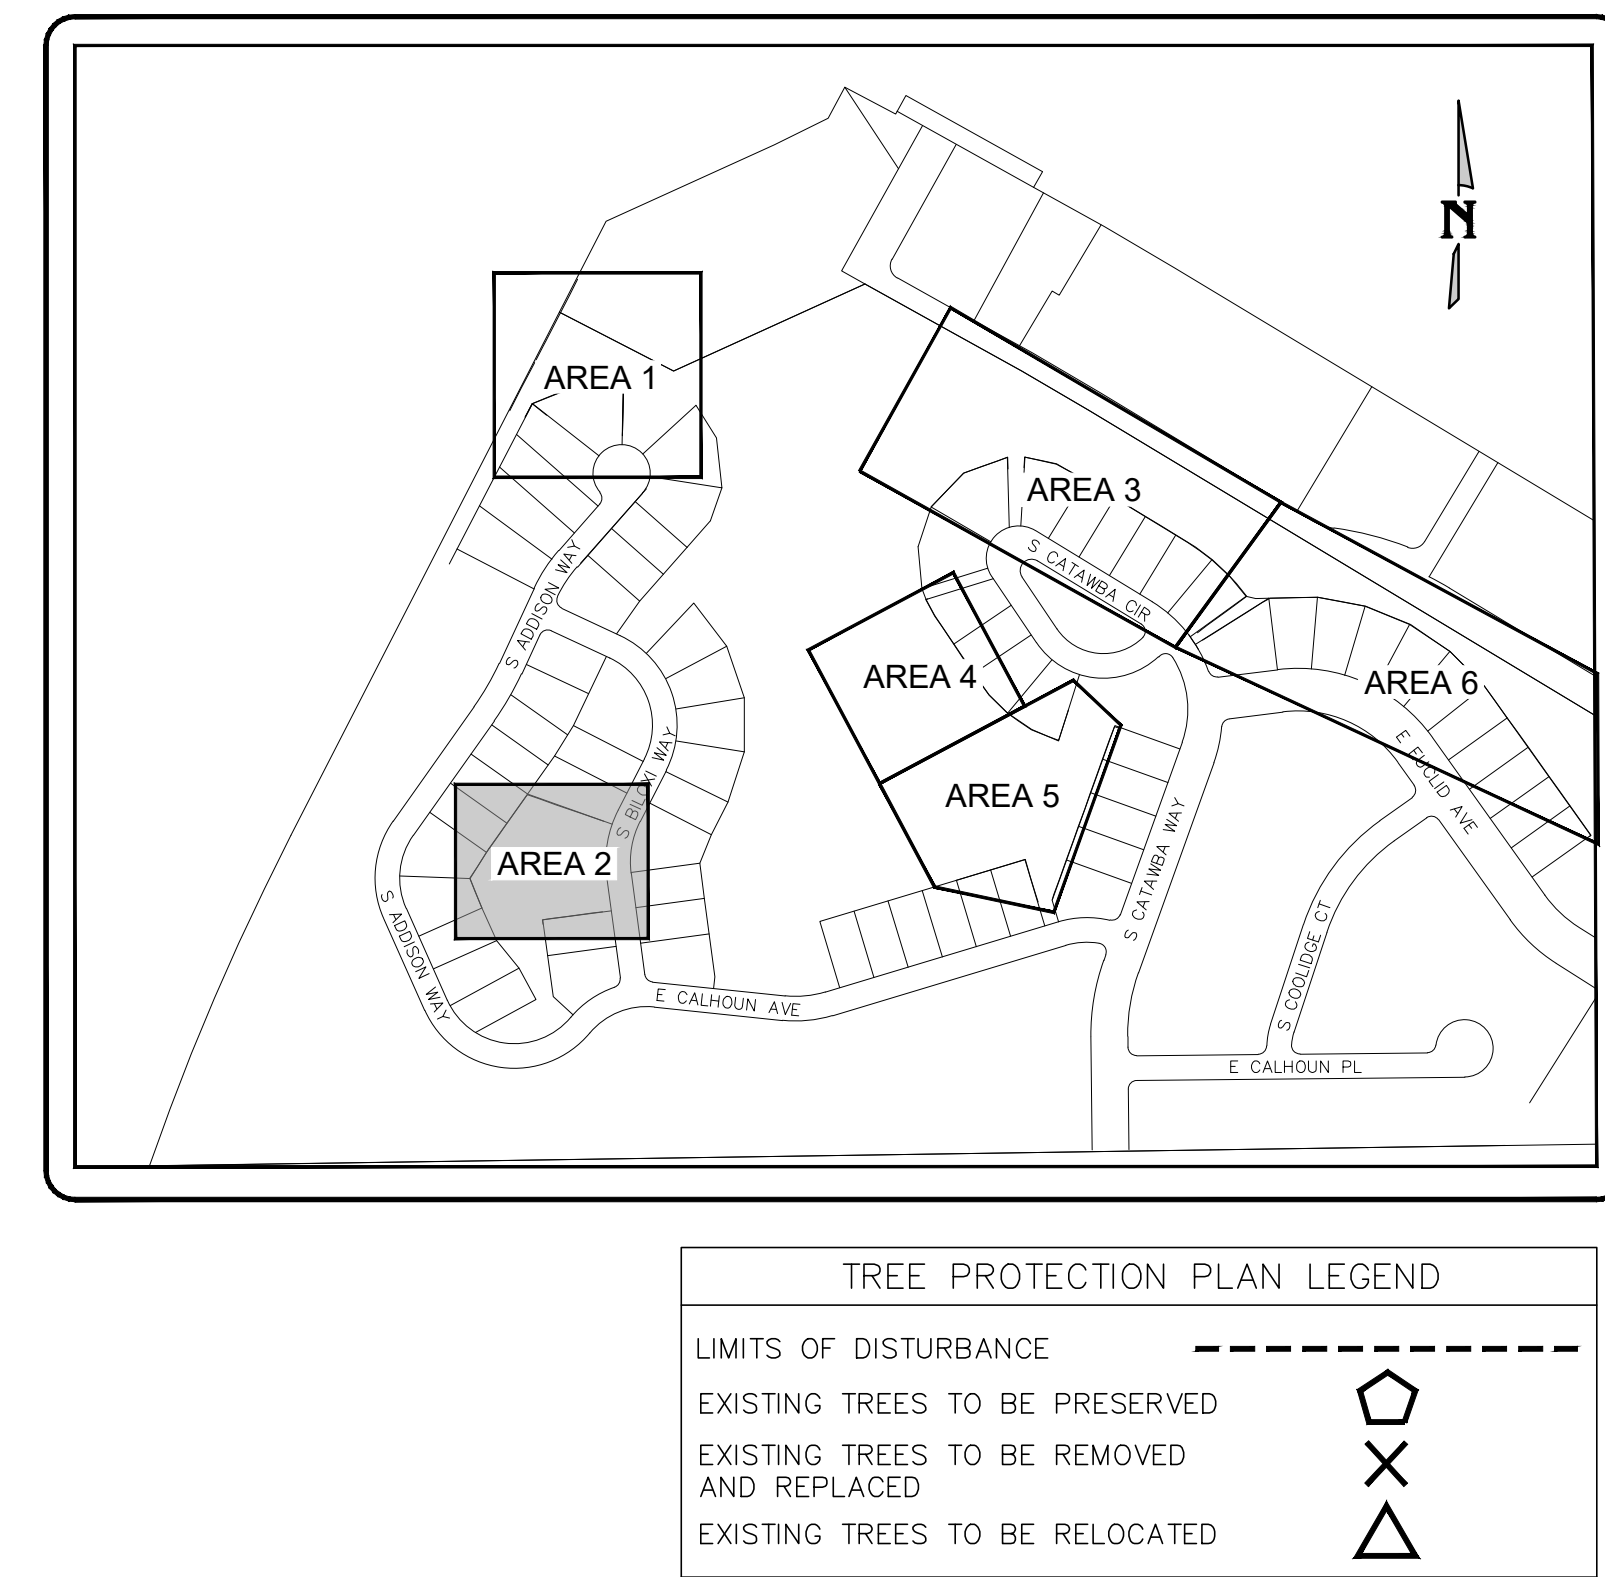 N
AREA 1
AREA 3
S CATAWBA CIR
S ADDISON WAY
AREA 4
AREA 6
S BILOXI WAY
E EUCLID AVE
AREA 5
AREA 2
S CATAWBA WAY
S ADDISON WAY
S COOLIDGE CT
E CALHOUN AVE
E CALHOUN PL
TREE PROTECTION PLAN LEGEND
LIMITS OF DISTURBANCE
EXISTING TREES TO BE PRESERVED
EXISTING TREES TO BE REMOVED
AND REPLACED
EXISTING TREES TO BE RELOCATED